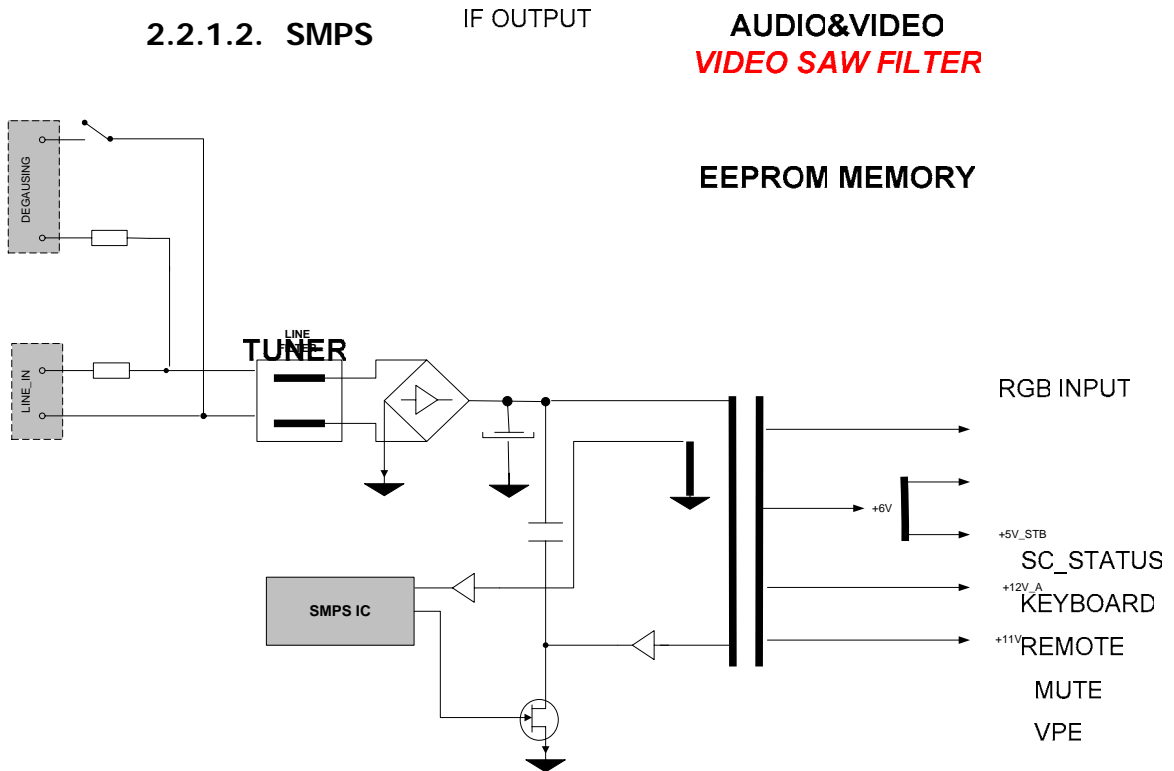 2.2.1.2. SMPS
IF OUTPUT
AUDIO&VIDEO
VIDEO SAW FILTER
EEPROM MEMORY
DEGAUSING
LINE_IN
LINE
FILTER
TUNER
RGB INPUT
+6V
+5V_STB
SC_STATUS
+12V_A
KEYBOARD
SMPS IC
+11V
REMOTE
MUTE
VPE